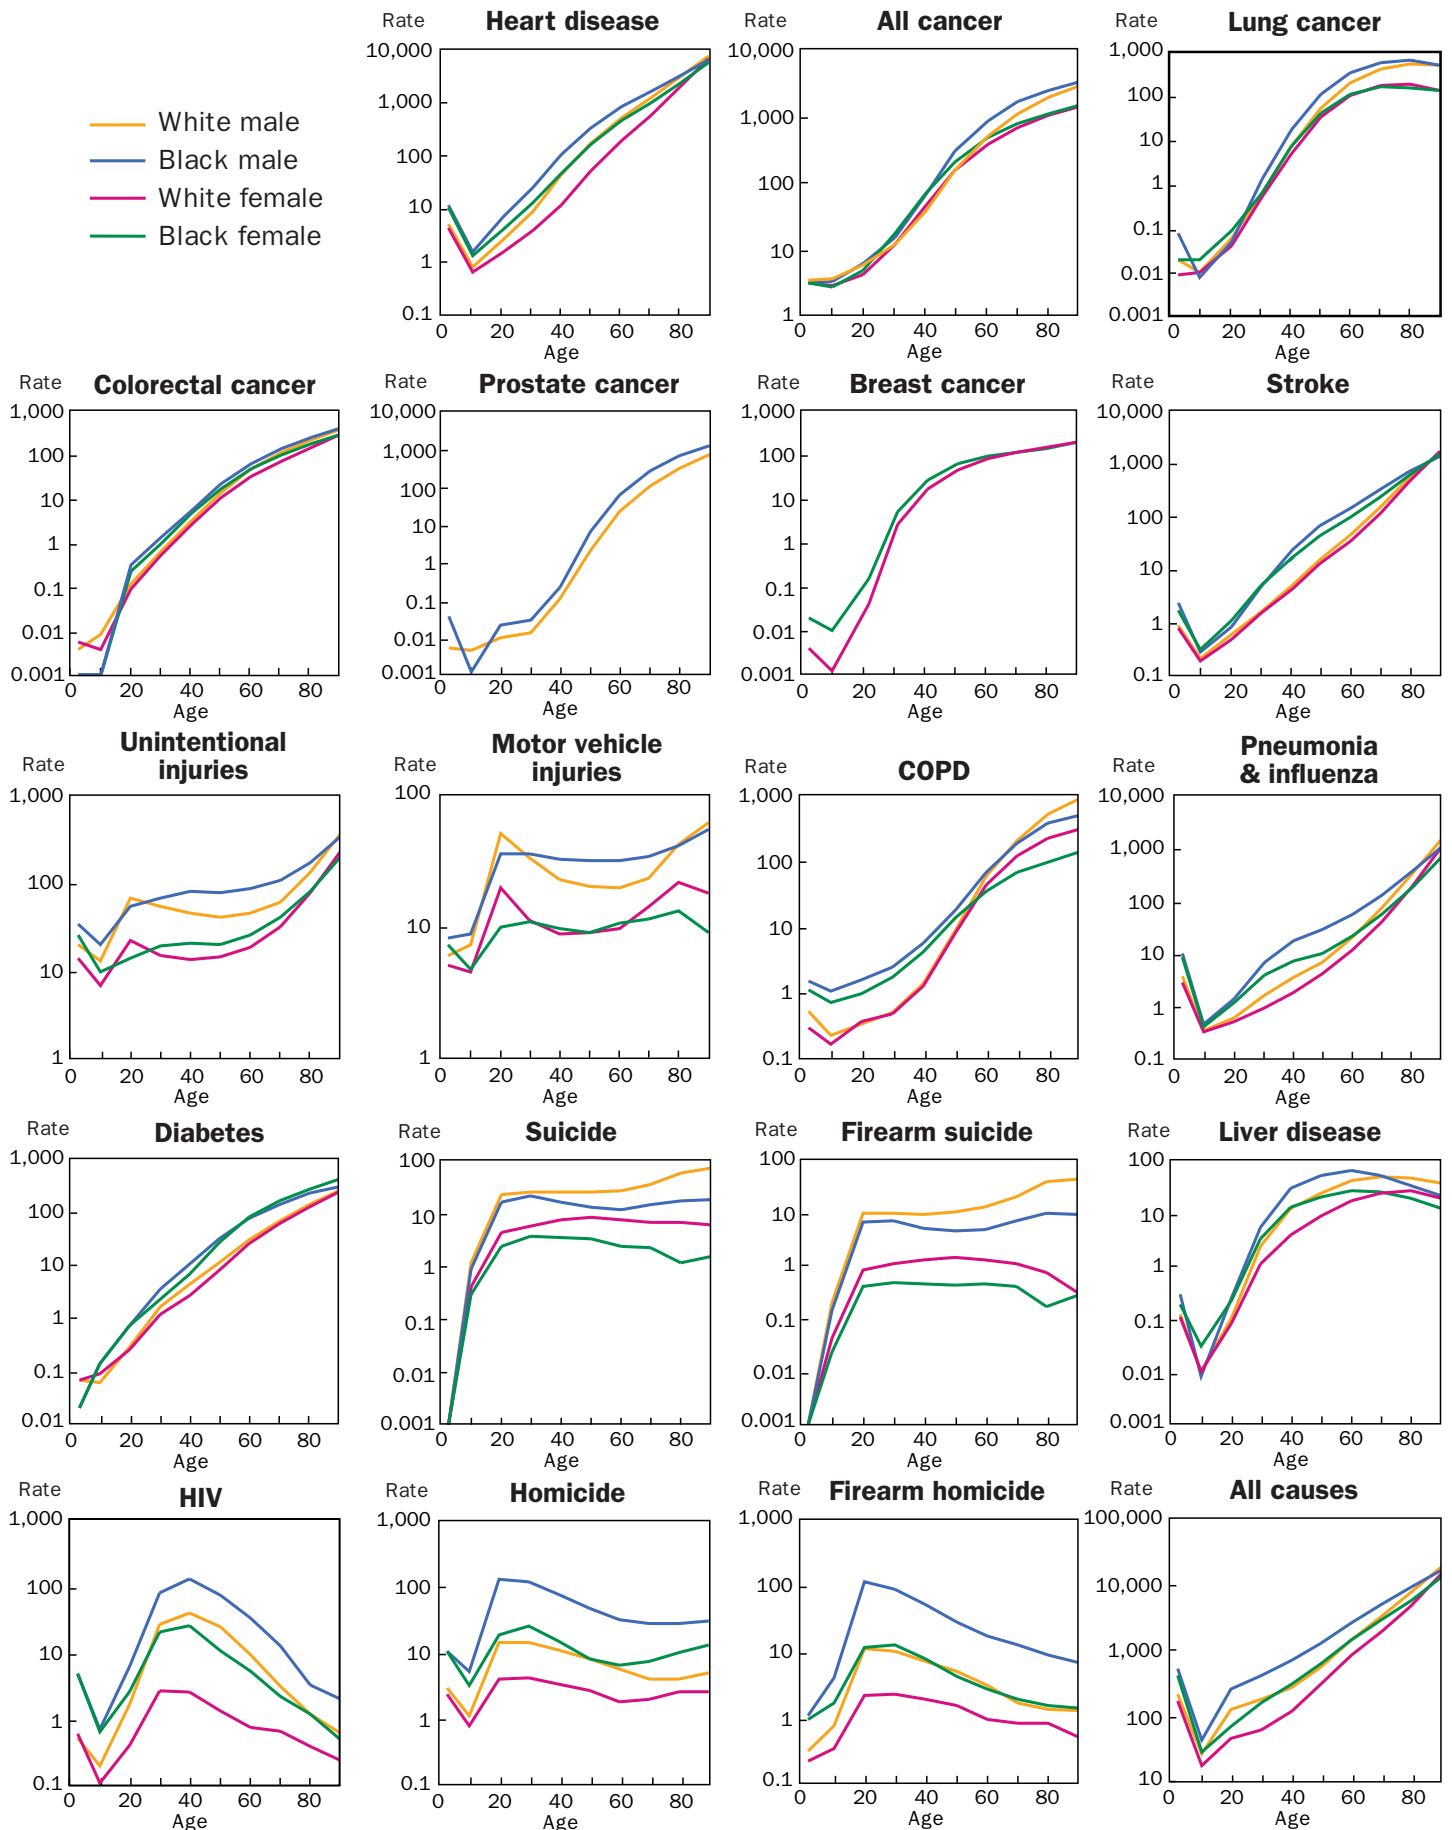 Rate Heart disease
10,000
1,000
100
10
1
0.1
0 20 40 60 80
Age
Rate All cancer
10,000
1,000
100
10
1
0 20 40 60 80
Age
Rate Lung cancer
1,000
100
10
1
0.1
0.01
0.001
0 20 40 60 80
Age
White male
Black male
White female
Black female
Rate Colorectal cancer
1,000
100
10
1
0.1
0.01
0.001
0 20 40 60 80
Age
Rate Prostate cancer
10,000
1,000
100
10
1
0.1
0.01
0.001
0 20 40 60 80
Age
Rate Breast cancer
1,000
100
10
1
0.1
0.01
0.001
0 20 40 60 80
Age
Rate Stroke
10,000
1,000
100
10
1
0.1
0 20 40 60 80
Age
Unintentional
Rate injuries
1,000
100
10
1
0 20 40 60 80
Age
Motor vehicle
Rate injuries
100
10
1
0 20 40 60 80
Age
Rate COPD
1,000
100
10
1
0.1
0 20 40 60 80
Age
Pneumonia
Rate & influenza
10,000
1,000
100
10
1
0.1
0 20 40 60 80
Age
Rate Diabetes
1,000
100
10
1
0.1
0.01
0 20 40 60 80
Age
Rate Suicide
100
10
1
0.1
0.01
0.001
0 20 40 60 80
Age
Rate Firearm suicide
100
10
1
0.1
0.01
0.001
0 20 40 60 80
Age
Rate Liver disease
100
10
1
0.1
0.01
0.001
0 20 40 60 80
Age
Rate HIV
1,000
100
10
1
0.1
0 20 40 60 80
Age
Rate Homicide
1,000
100
10
1
0.1
0 20 40 60 80
Age
Rate Firearm homicide
1,000
100
10
1
0.1
0 20 40 60 80
Age
Rate All causes
100,000
10,000
1,000
100
10
0 20 40 60 80
Age